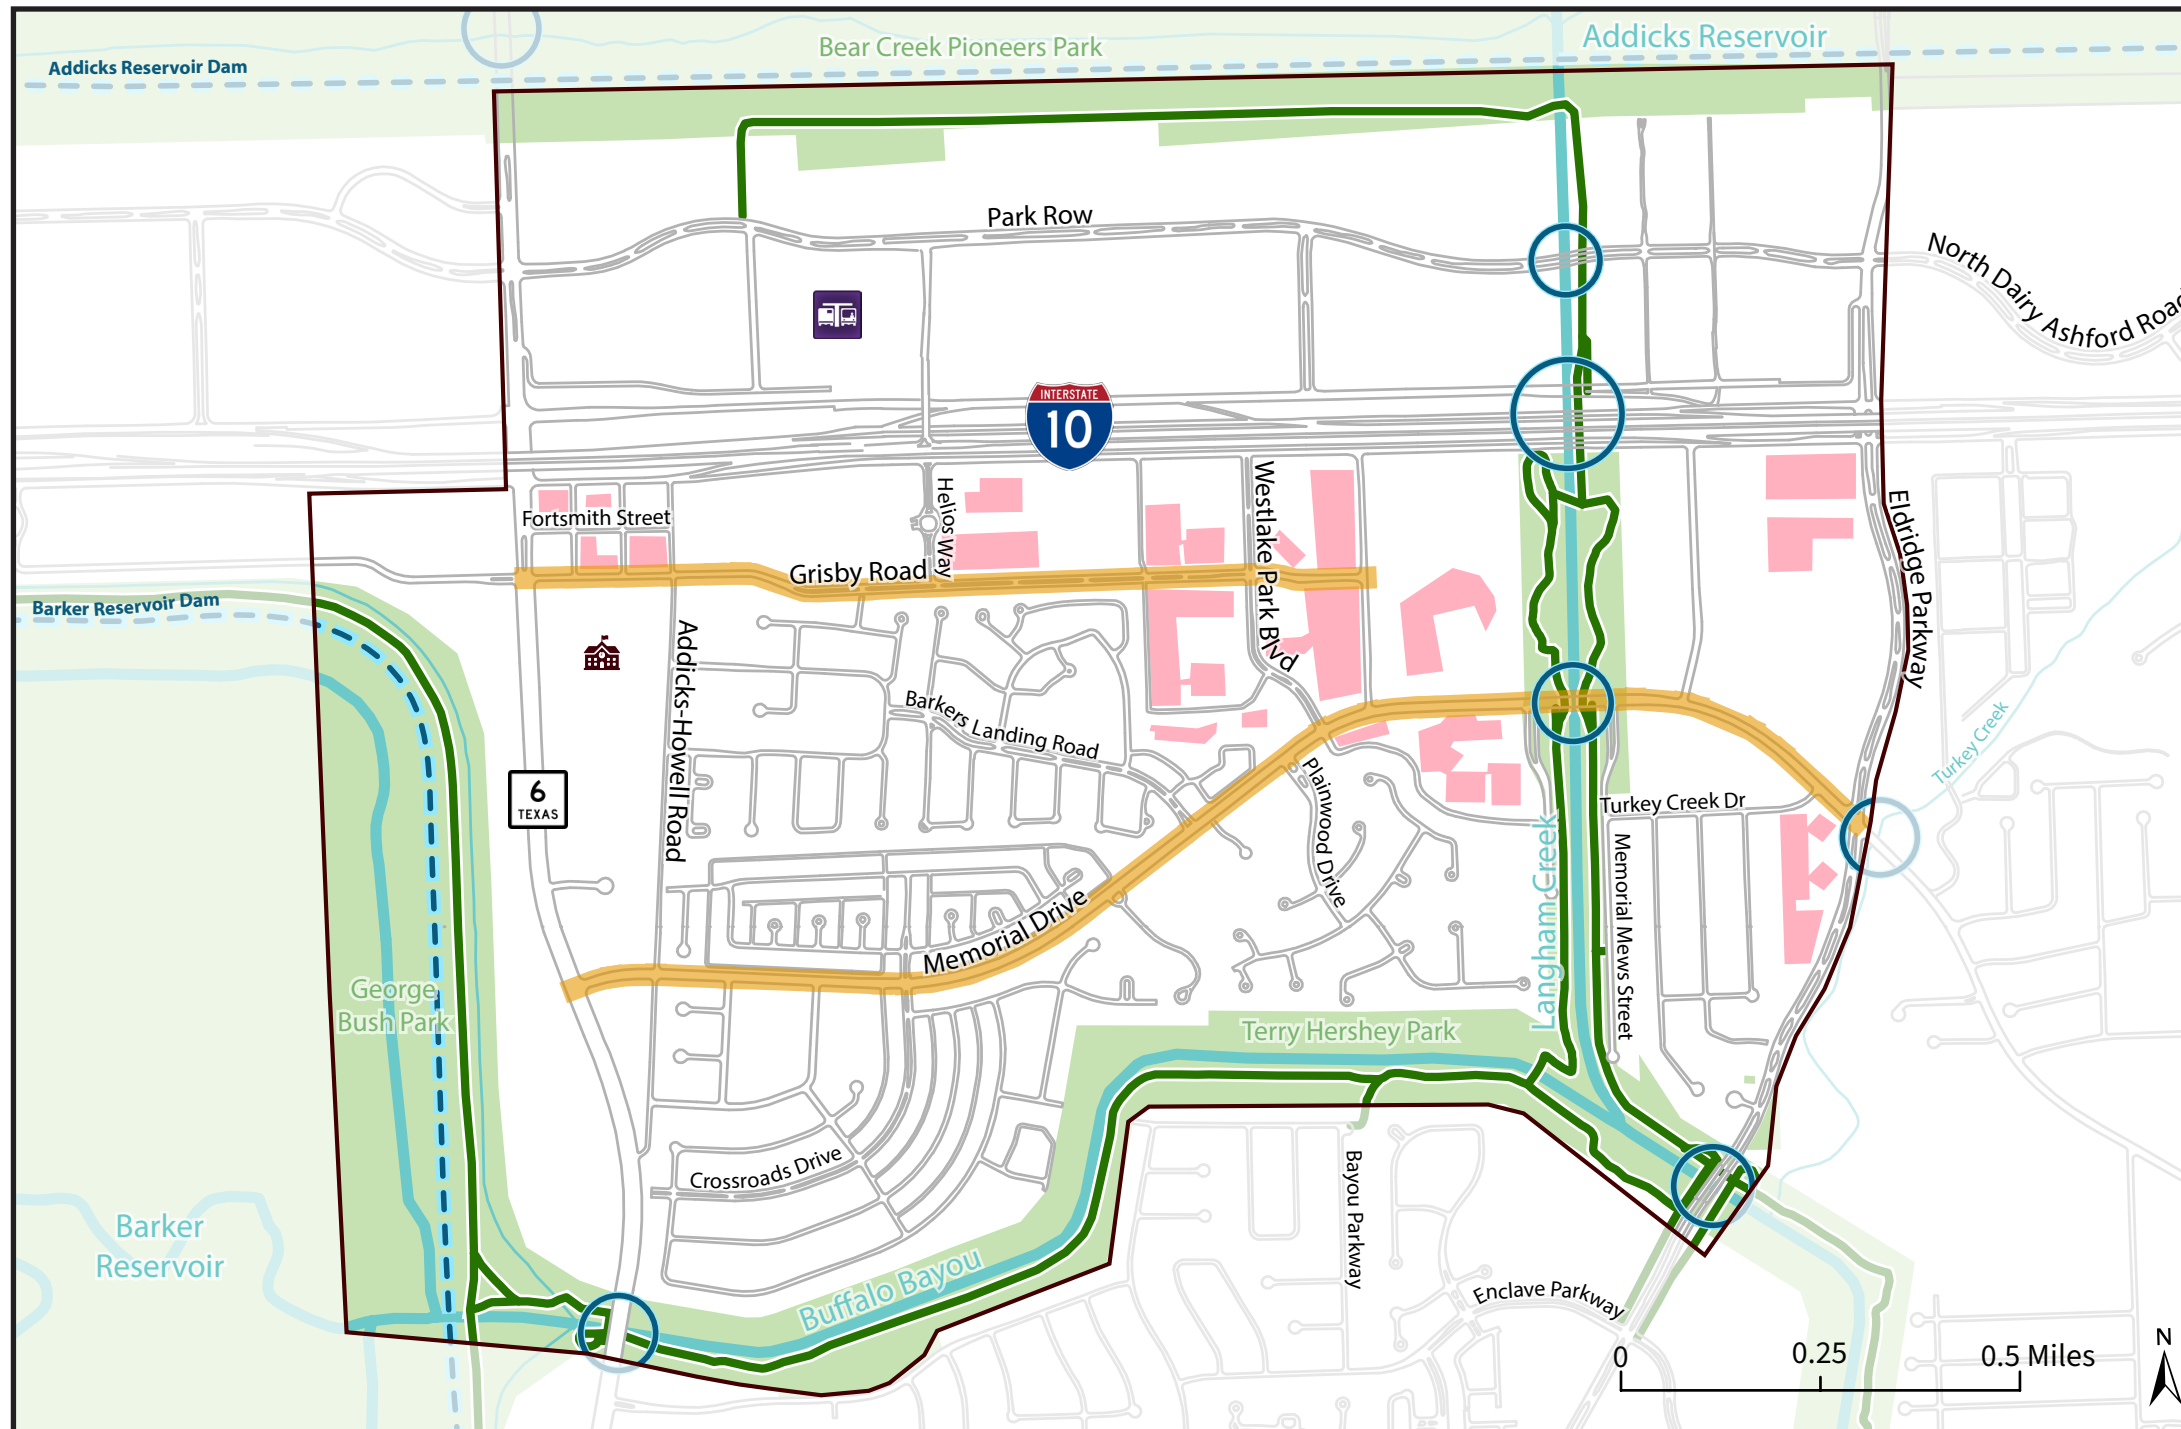 Bear Creek Pioneers Park
Addicks Reservoir
Addicks Reservoir Dam
Park Row
North Dairy Ashford Road
INTERSTATE
10
Fortsmith Street
Helios Way
Westlake Park Blvd
Eldridge Parkway
Grisby Road
Barker Reservoir Dam
Addicks-Howell Road
Barkers Landing Road
Turkey Creek
6
TEXAS
Plainwood Drive
Turkey Creek Dr
Langham Creek
Memorial Mews Street
Memorial Drive
George
Bush Park
Terry Hershey Park
Crossroads Drive
Bayou Parkway
Barker
Reservoir
Buffalo Bayou
Enclave Parkway
0
0.25
0.5 Miles
N